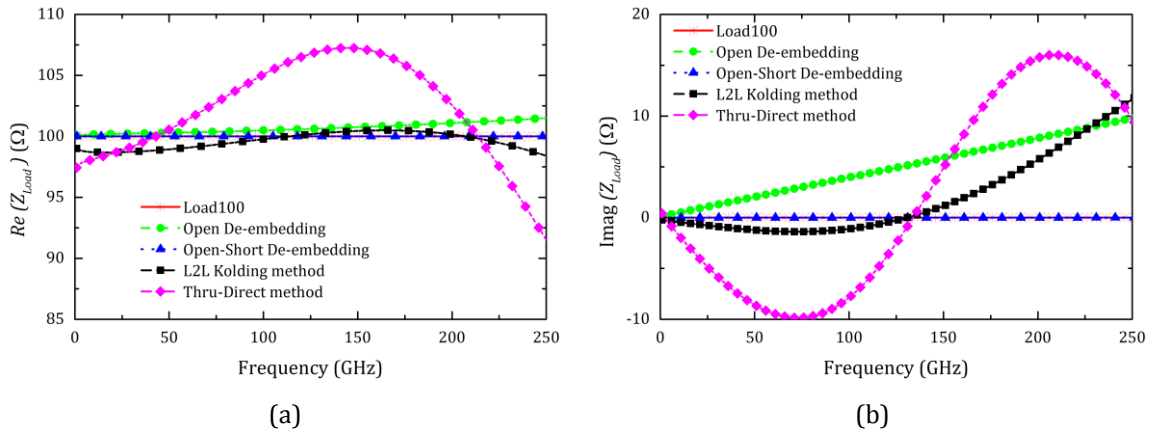 110
105
100
95
90
85
Re (Z_Load ) (Ω)
Load100
Open De-embedding
Open-Short De-embedding
L2L Kolding method
Thru-Direct method
0 50 100 150 200 250
Frequency (GHz)
(a)
20
10
0
-10
Imag (Z_Load) (Ω)
Load100
Open De-embedding
Open-Short De-embedding
L2L Kolding method
Thru-Direct method
0 50 100 150 200 250
Frequency (GHz)
(b)